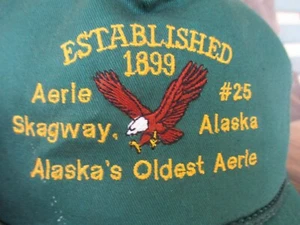 ESTABLISHED
1899
Aerie #25
Skagway, Alaska
Alaska's Oldest Aerie